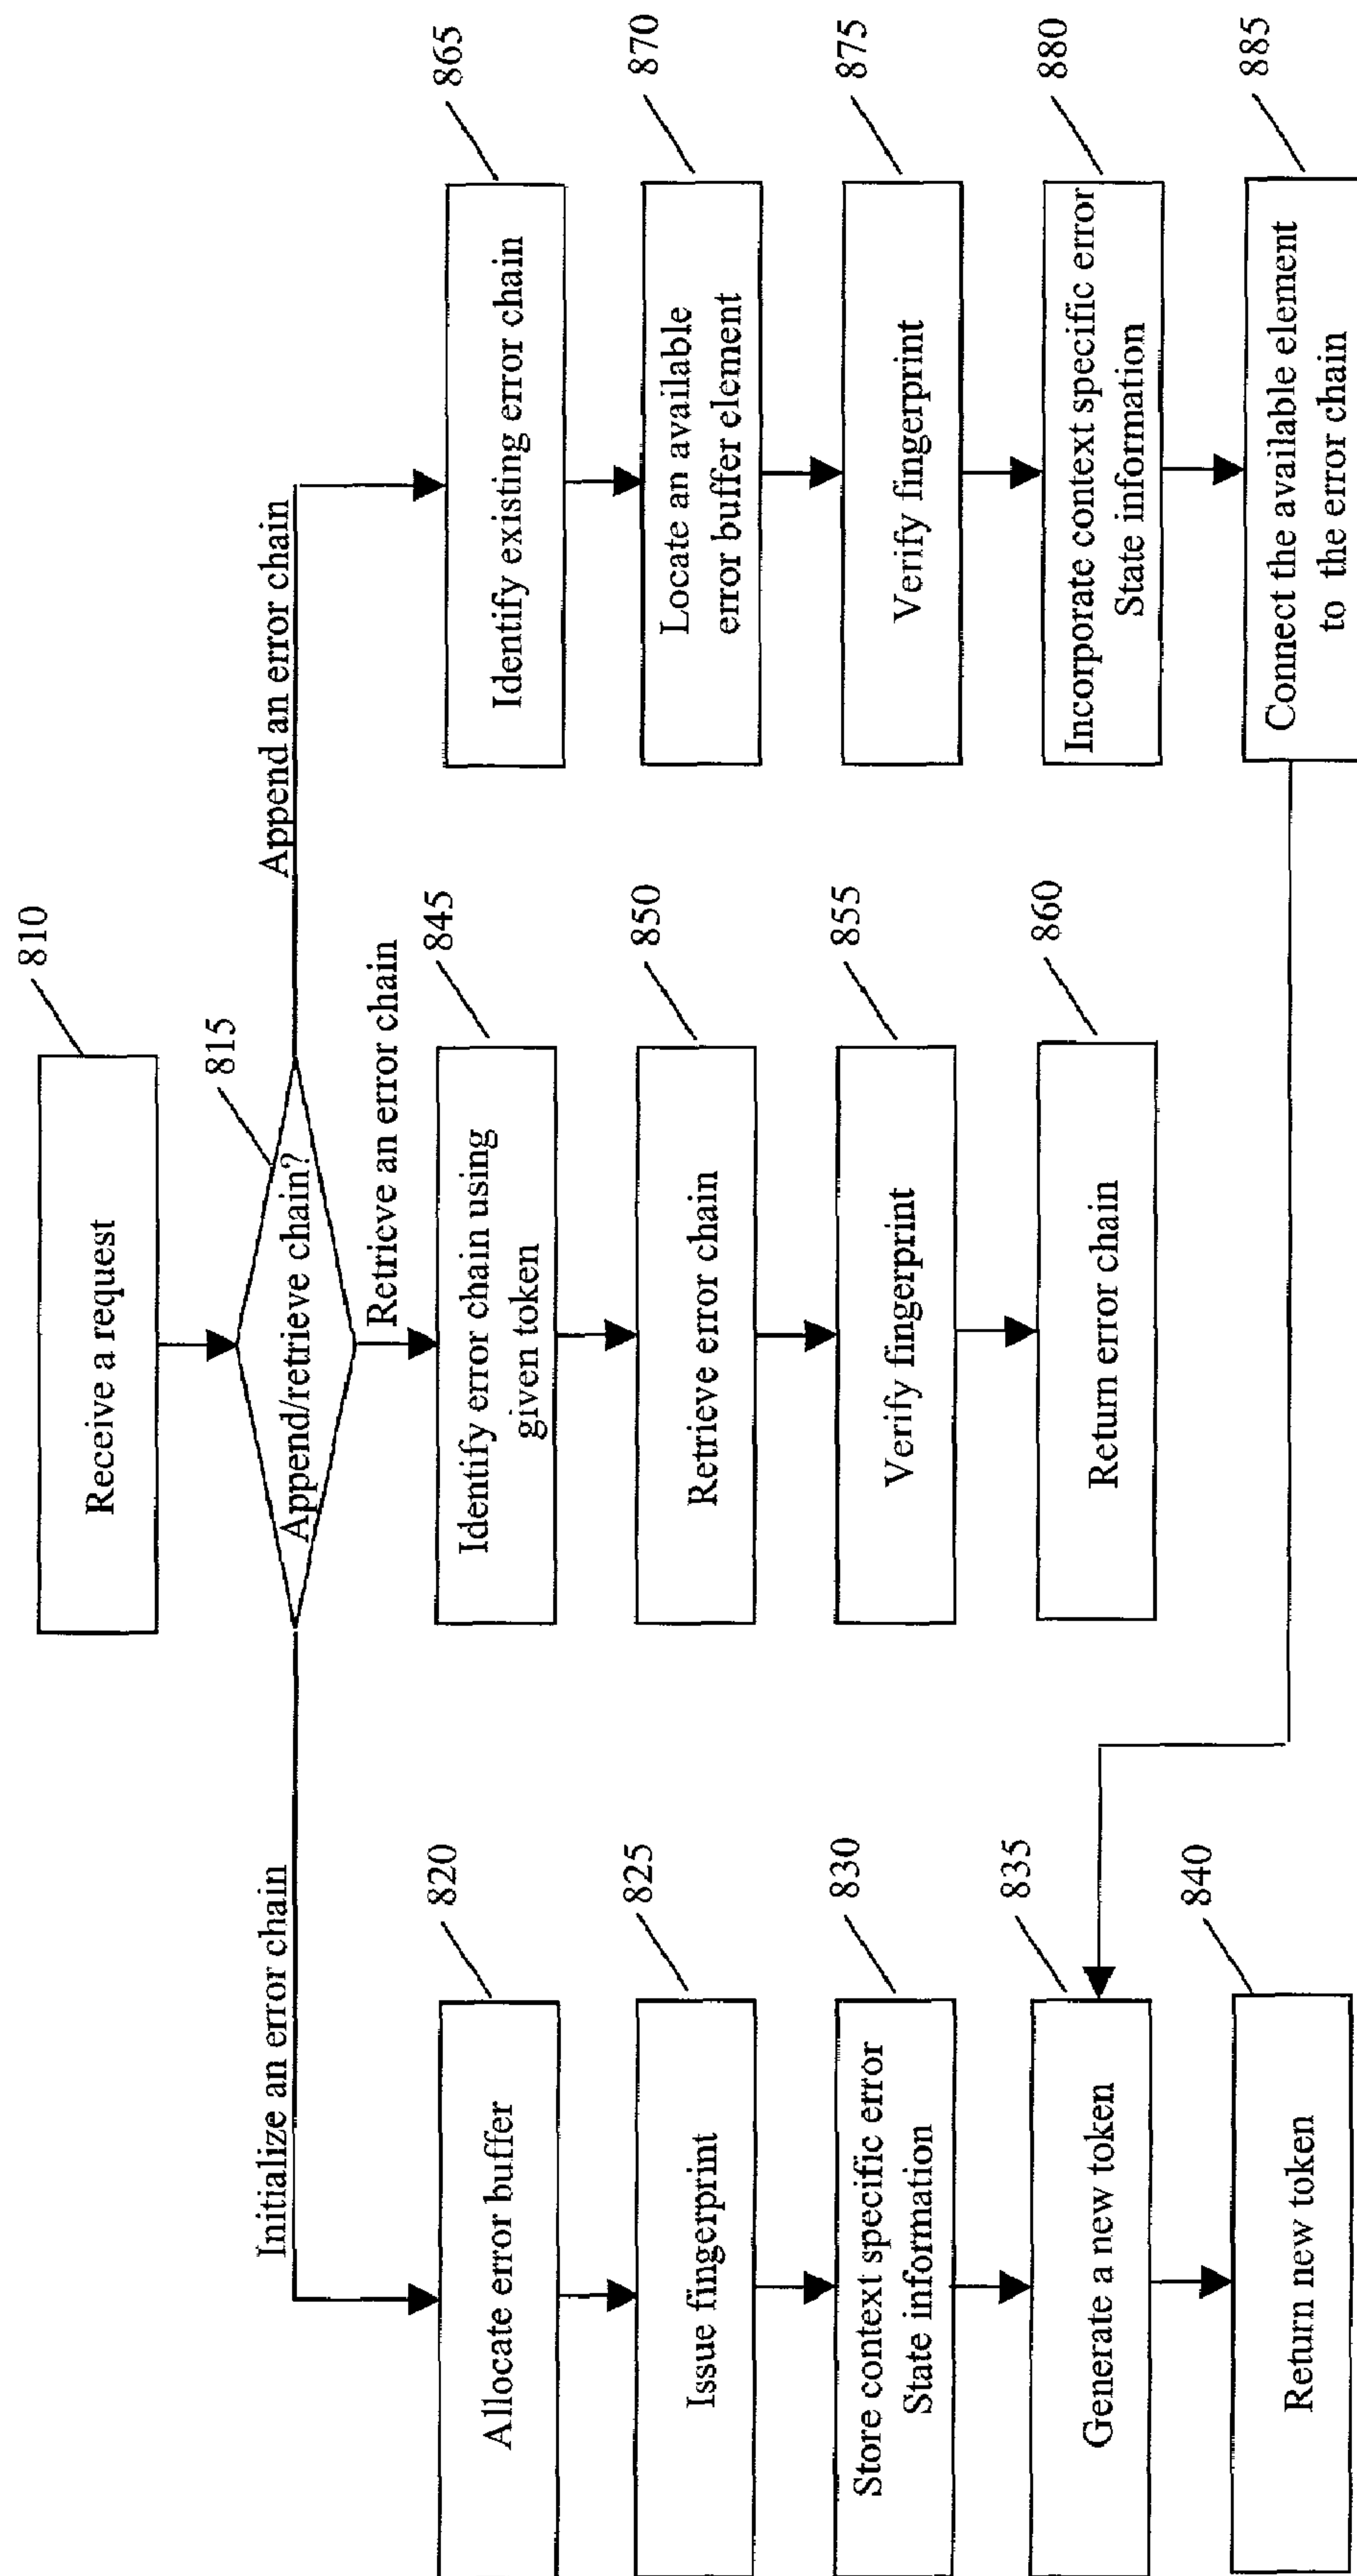 810
Receive a request
815
Append/retrieve chain?
Initialize an error chain
Retrieve an error chain
Append an error chain
820
Allocate error buffer
825
Issue fingerprint
830
Store context specific error
State information
835
Generate a new token
840
Return new token
845
Identify error chain using
given token
850
Retrieve error chain
855
Verify fingerprint
860
Return error chain
865
Identify existing error chain
870
Locate an available
error buffer element
875
Verify fingerprint
880
Incorporate context specific error
State information
885
Connect the available element
to the error chain